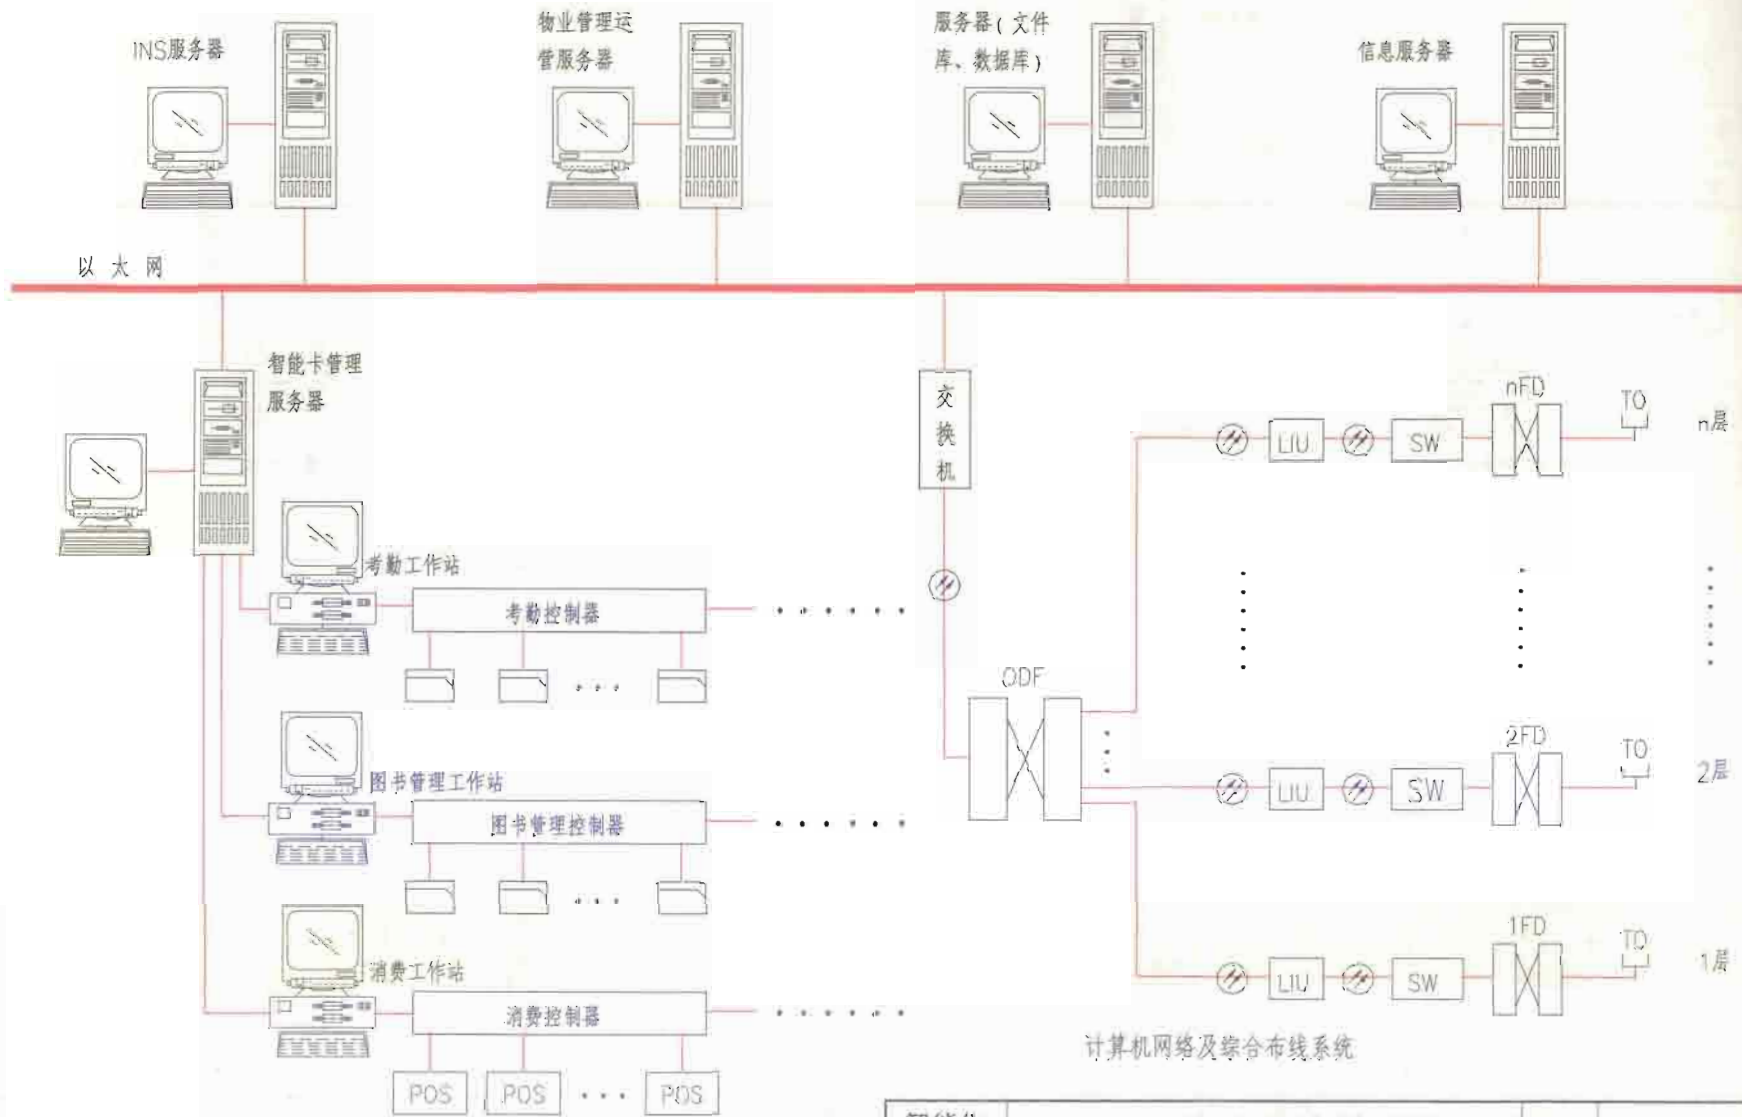 INS服务器
物业管理运
营服务器
服务器(文件
库、数据库)
信息服务器
以太网
智能卡管理
服务器
交换机
nFD
TO
LIU
SW
n层
考勤工作站
考勤控制器
ODF
2FD
TO
LIU
SW
2层
图书管理工作站
图书管理控制器
1FD
TO
LIU
SW
1层
消费工作站
消费控制器
计算机网络及综合布线系统
POS
POS
POS